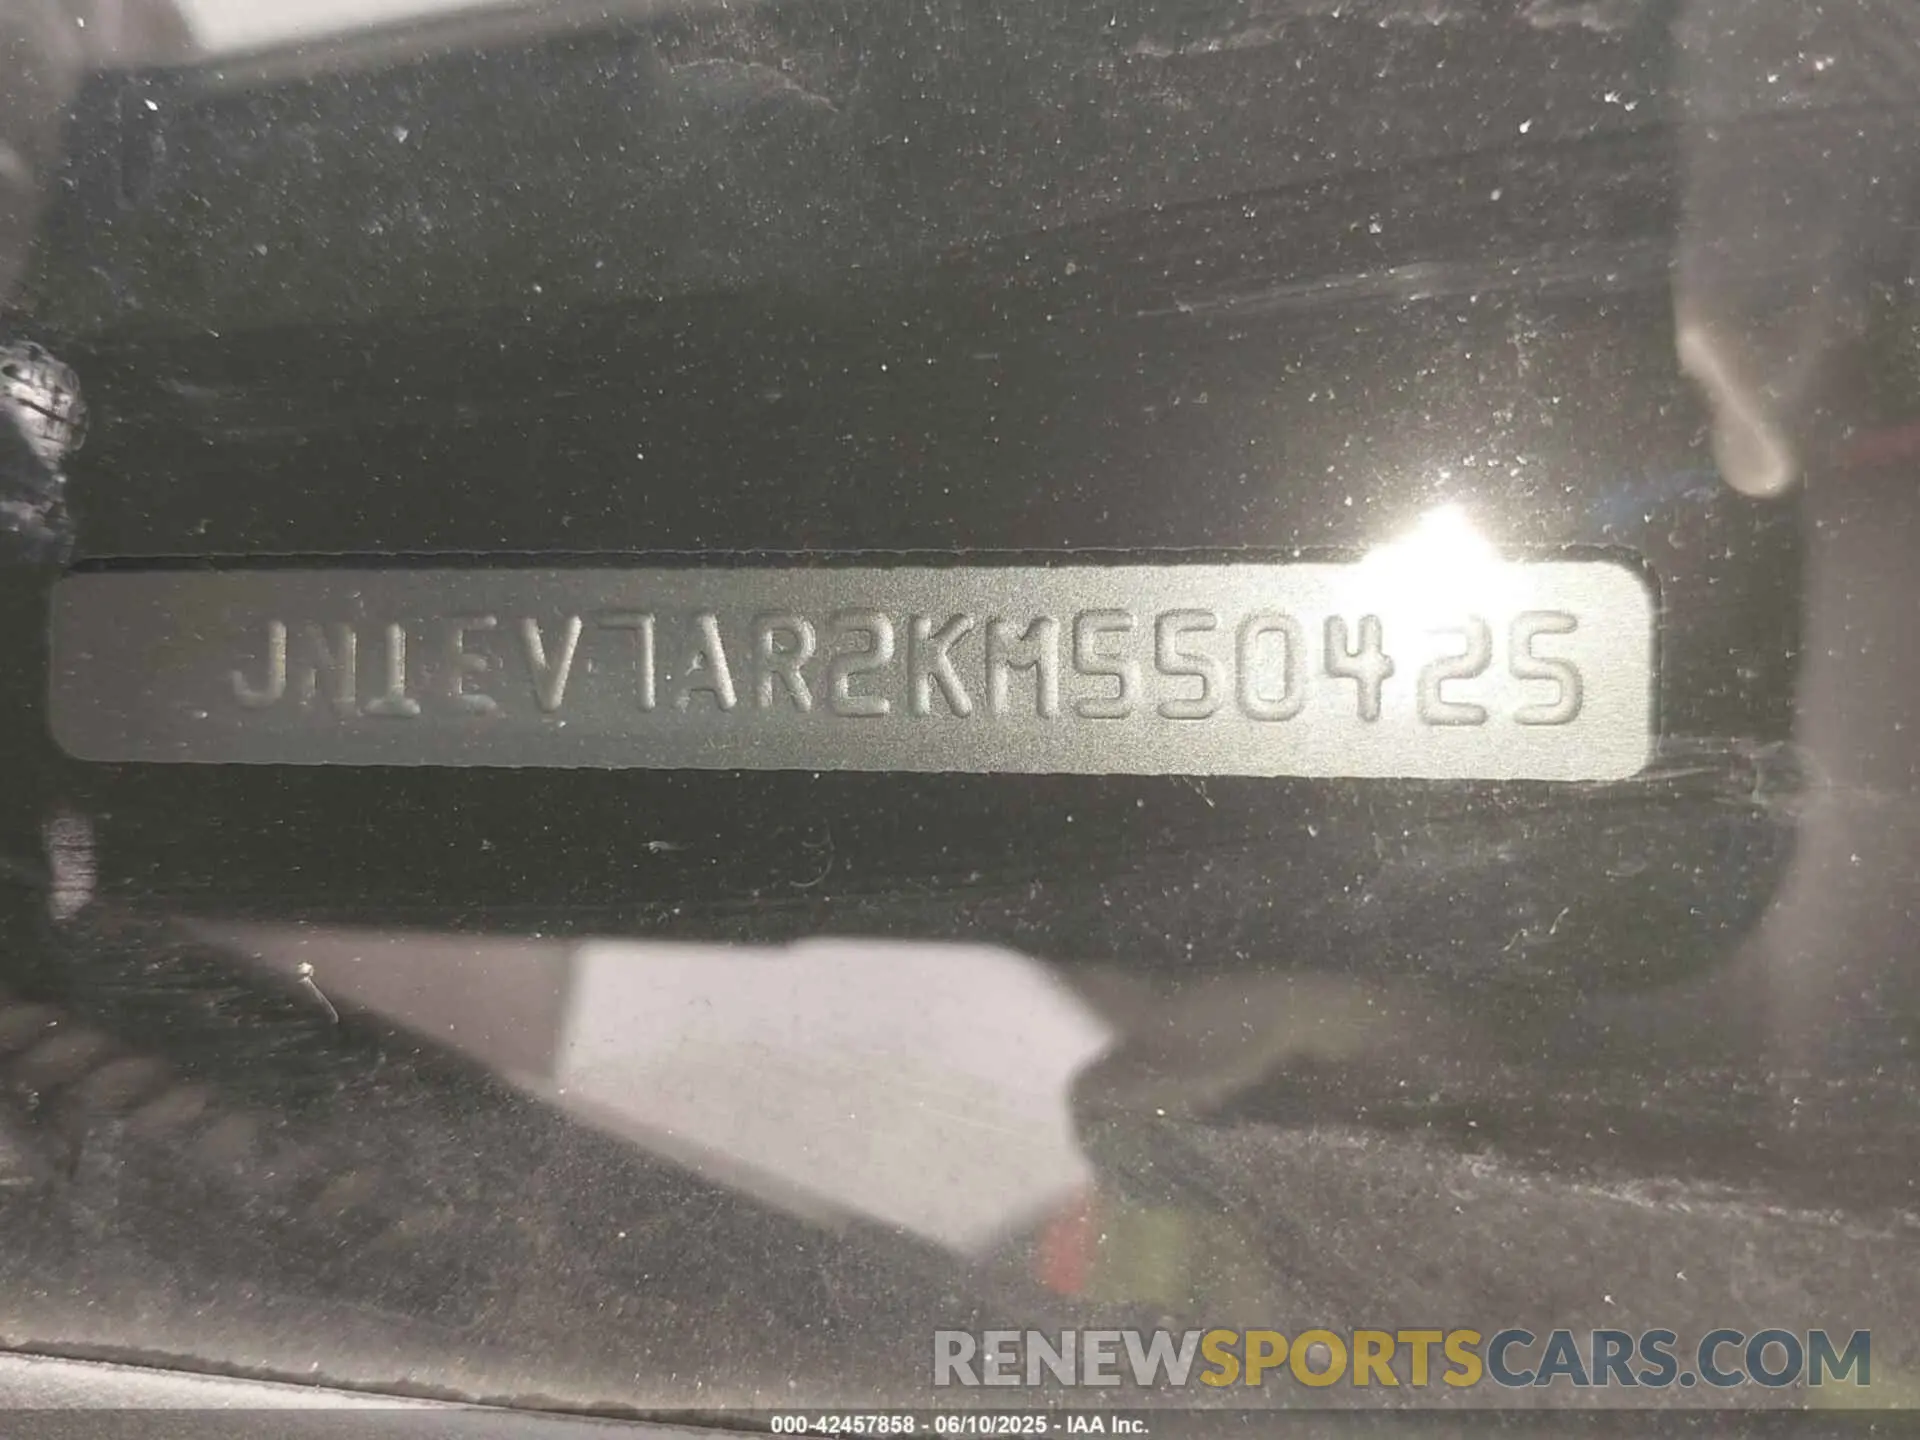 JN1EV7AR2KM550425
RENEWSPORTSCARS.COM
000-42457858 - 06/10/2025 - IAA Inc.